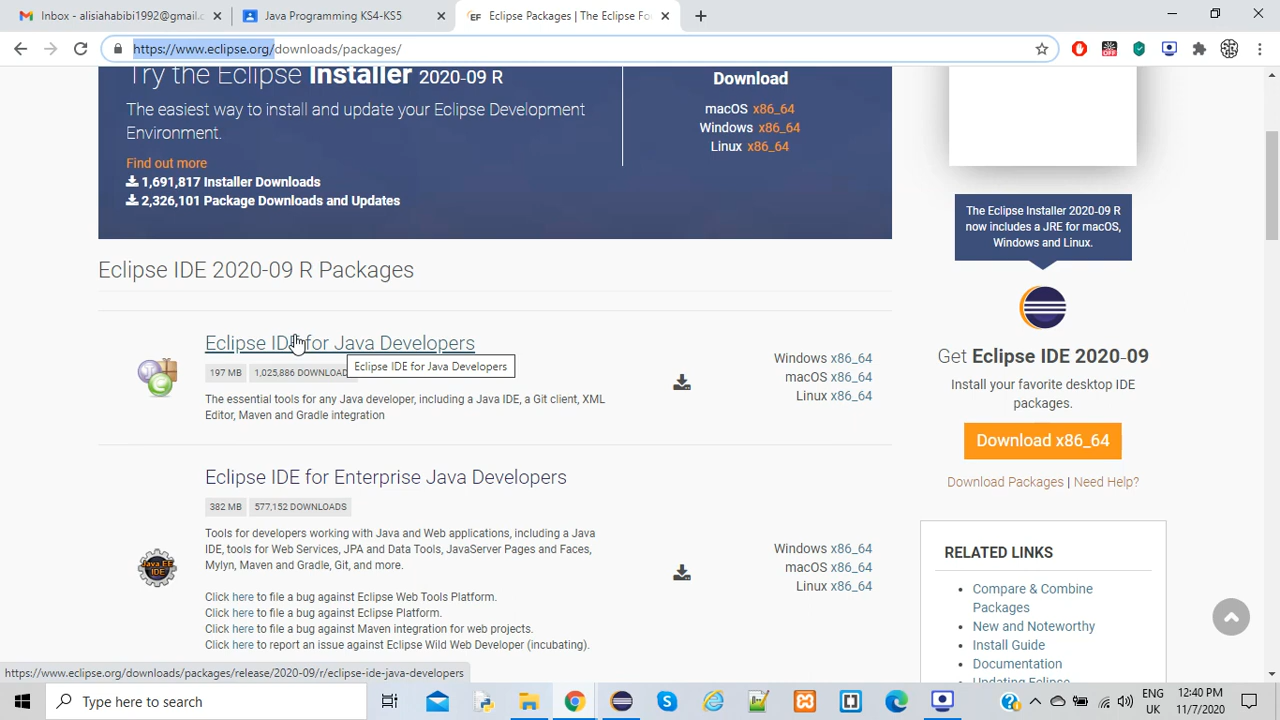 Inbox - alisiahabibi1992@gmail.c
Java Programming KS4-KS5
Eclipse Packages | The Eclipse Fo
https://www.eclipse.org/downloads/packages/
Try the Eclipse Installer 2020-09 R
The easiest way to install and update your Eclipse Development
Environment.
Find out more
1,691,817 Installer Downloads
2,326,101 Package Downloads and Updates
Download
macOS x86_64
Windows x86_64
Linux x86_64
The Eclipse Installer 2020-09 R
now includes a JRE for macOS,
Windows and Linux.
Get Eclipse IDE 2020-09
Install your favorite desktop IDE
packages.
Download x86_64
Download Packages | Need Help?
RELATED LINKS
Compare & Combine
Packages
New and Noteworthy
Install Guide
Documentation
Updating Eclipse
Eclipse IDE 2020-09 R Packages
Eclipse IDE for Java Developers
Eclipse IDE for Java Developers
197 MB 1,025,886 DOWNLOAD
The essential tools for any Java developer, including a Java IDE, a Git client, XML
Editor, Maven and Gradle integration
Windows x86_64
macOS x86_64
Linux x86_64
Eclipse IDE for Enterprise Java Developers
382 MB 577,152 DOWNLOADS
Java EE
IDE
Tools for developers working with Java and Web applications, including a Java
IDE, tools for Web Services, JPA and Data Tools, JavaServer Pages and Faces,
Mylyn, Maven and Gradle, Git, and more.
Click here to file a bug against Eclipse Web Tools Platform.
Click here to file a bug against Eclipse Platform.
Click here to file a bug against Maven integration for web projects.
Click here to report an issue against Eclipse Wild Web Developer (incubating).
Windows x86_64
macOS x86_64
Linux x86_64
https://www.eclipse.org/downloads/packages/release/2020-09/r/eclipse-ide-java-developers
Type here to search
ENG
UK
12:40 PM
11/7/2020